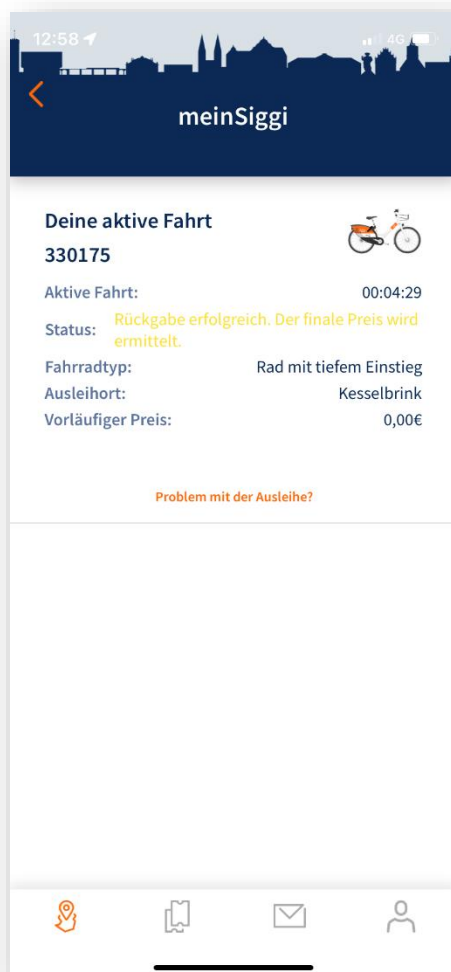 12:58
4G
meinSiggi
Deine aktive Fahrt
330175
Aktive Fahrt: 00:04:29
Status: Rückgabe erfolgreich. Der finale Preis wird
ermittelt.
Fahrradtyp: Rad mit tiefem Einstieg
Ausleihort: Kesselbrink
Vorläufiger Preis: 0,00€
Problem mit der Ausleihe?